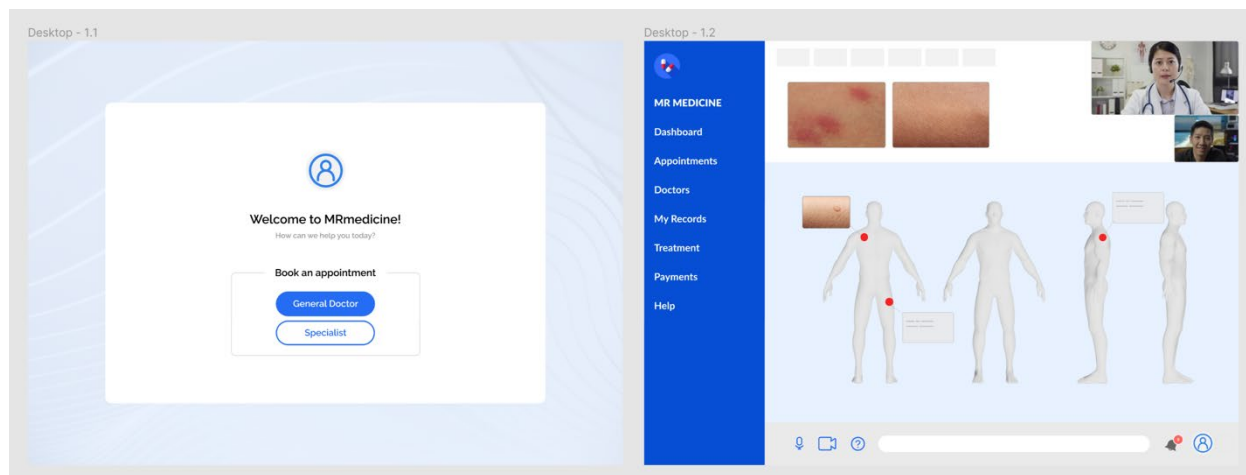 Desktop - 1.1
Welcome to MRmedicine!
How can we help you today?
Book an appointment
General Doctor
Specialist
Desktop - 1.2
MR MEDICINE
Dashboard
Appointments
Doctors
My Records
Treatment
Payments
Help